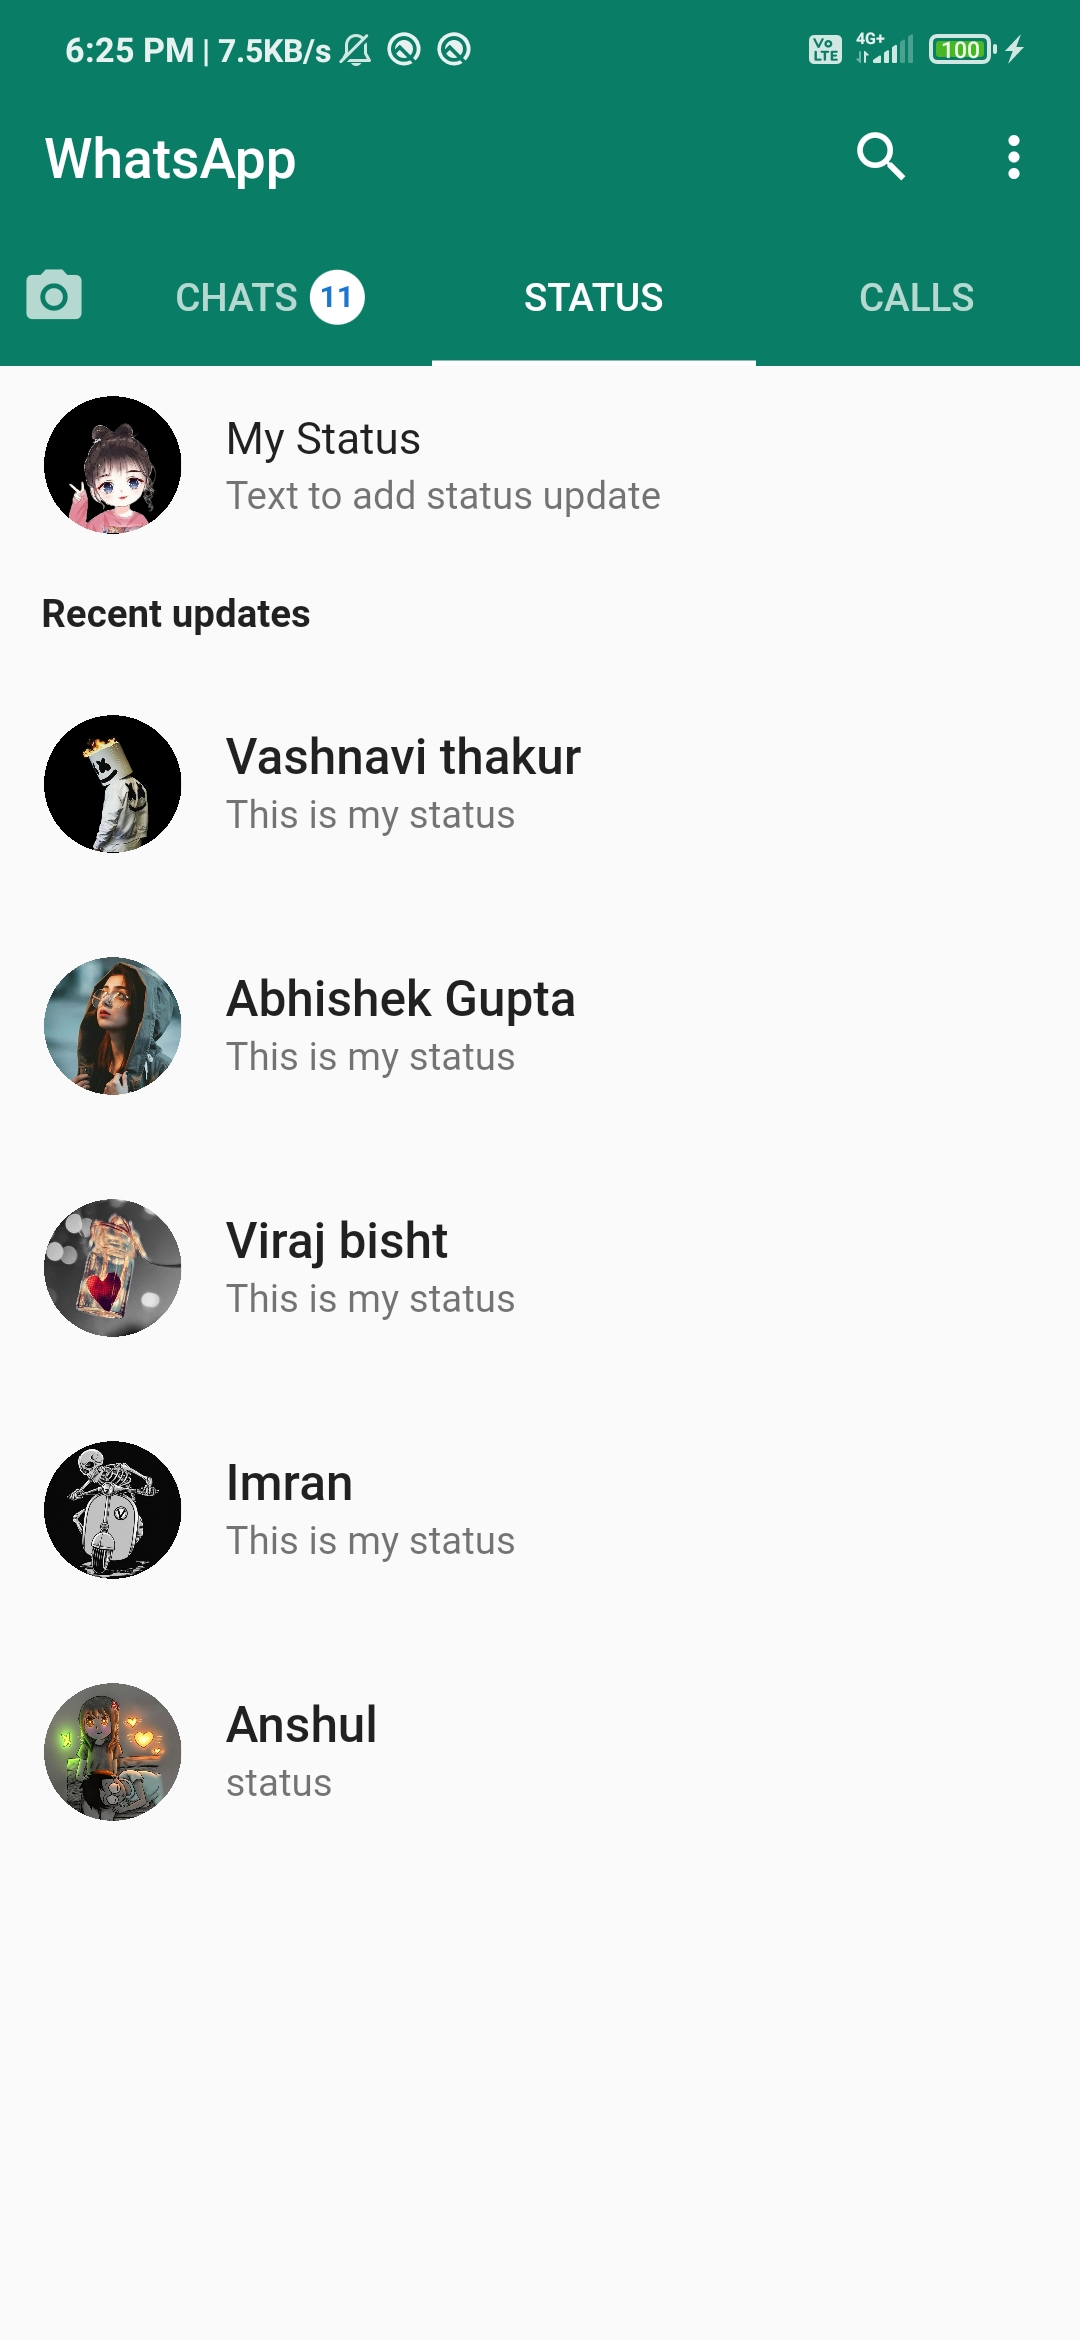 6:25 PM | 7.5KB/s Vo LTE 4G+ 100
WhatsApp
CHATS 11 STATUS CALLS
My Status
Text to add status update
Recent updates
Vashnavi thakur
This is my status
Abhishek Gupta
This is my status
Viraj bisht
This is my status
Imran
This is my status
Anshul
status